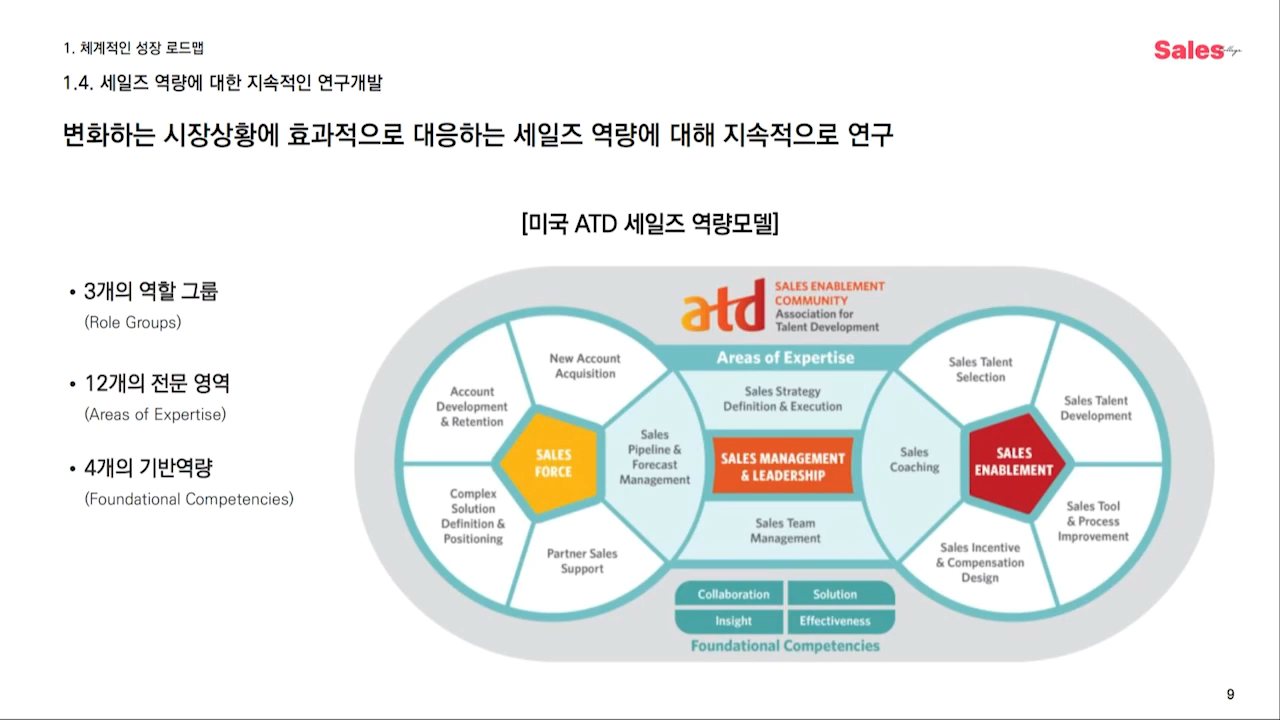 1. 체계적인 성장 로드맵
Sales
College
1.4. 세일즈 역량에 대한 지속적인 연구개발
변화하는 시장상황에 효과적으로 대응하는 세일즈 역량에 대해 지속적으로 연구
[미국 ATD 세일즈 역량모델]
• 3개의 역할 그룹
(Role Groups)
• 12개의 전문 영역
(Areas of Expertise)
• 4개의 기반역량
(Foundational Competencies)
atd
SALES ENABLEMENT
COMMUNITY
Association for
Talent Development
Areas of Expertise
New Account
Acquisition
Account
Development
& Retention
SALES
FORCE
Complex
Solution
Definition &
Positioning
Partner Sales
Support
Sales
Pipeline &
Forecast
Management
Sales Strategy
Definition & Execution
SALES MANAGEMENT
& LEADERSHIP
Sales Team
Management
Sales
Coaching
Sales Talent
Selection
Sales Talent
Development
SALES
ENABLEMENT
Sales Tool
& Process
Improvement
Sales Incentive
& Compensation
Design
Collaboration
Solution
Insight
Effectiveness
Foundational Competencies
9